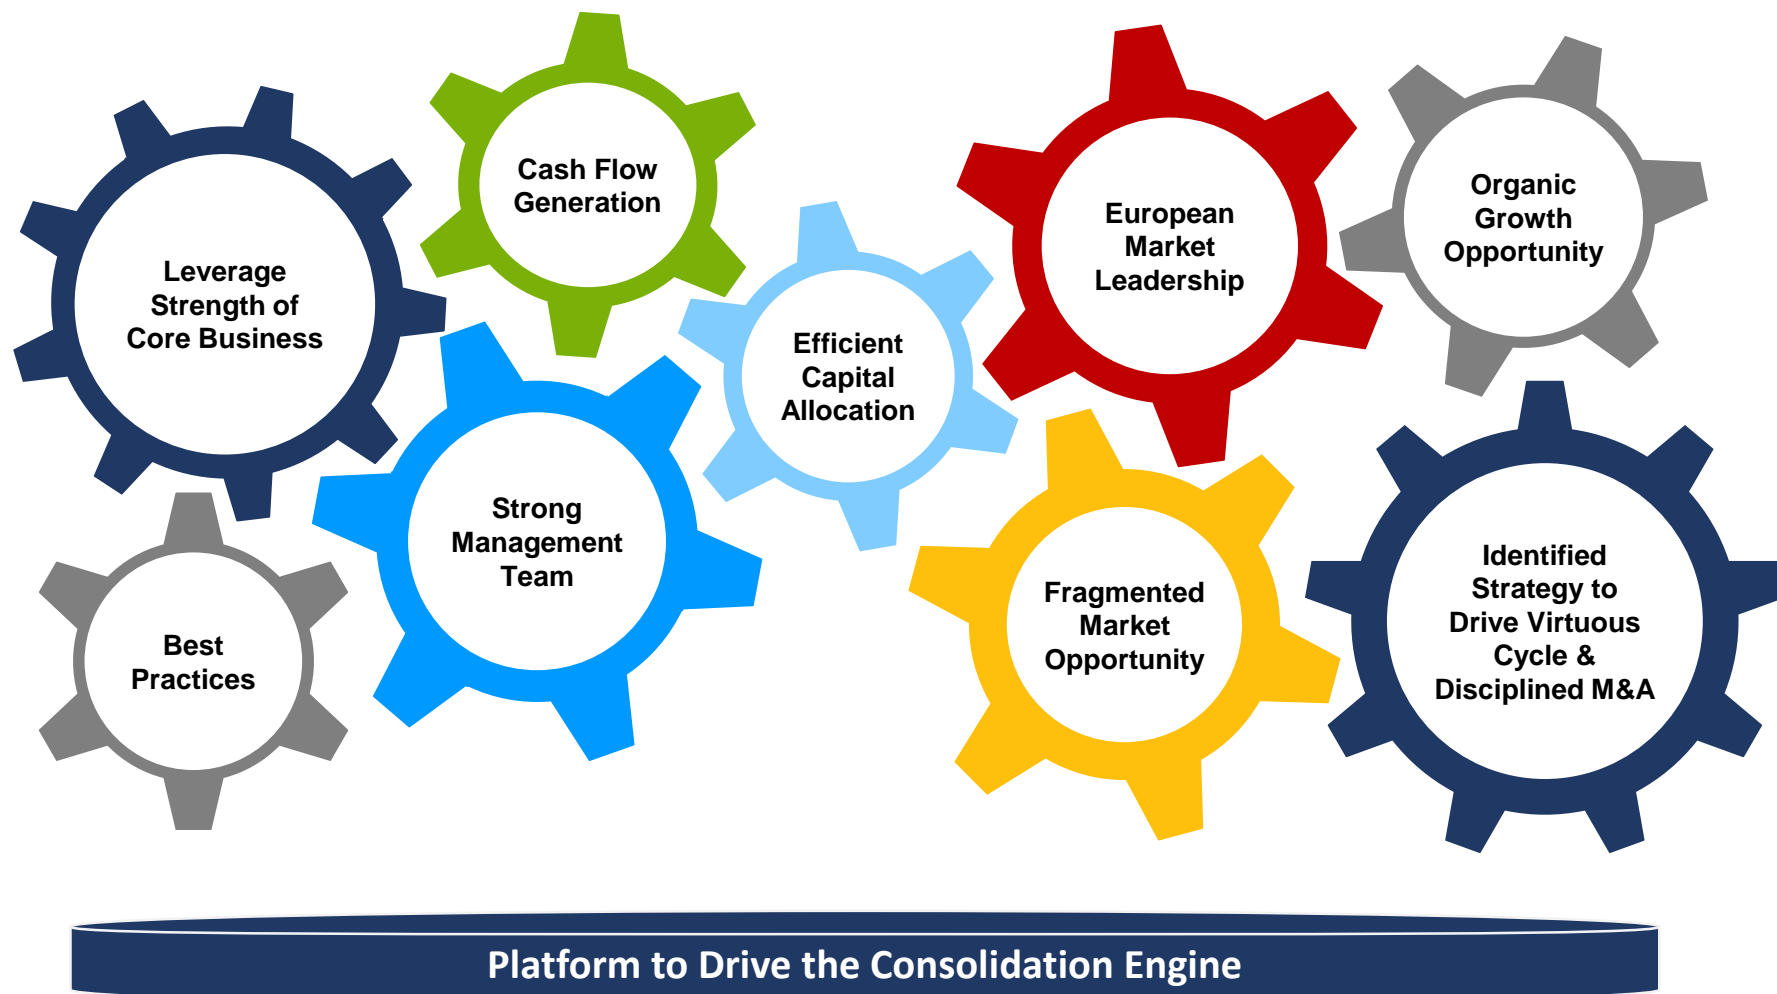 Cash Flow
Generation
Leverage
Strength of
Core Business
European
Market
Leadership
Organic
Growth
Opportunity
Efficient
Capital
Allocation
Strong
Management
Team
Best
Practices
Fragmented
Market
Opportunity
Identified
Strategy to
Drive Virtuous
Cycle &
Disciplined M&A
Platform to Drive the Consolidation Engine